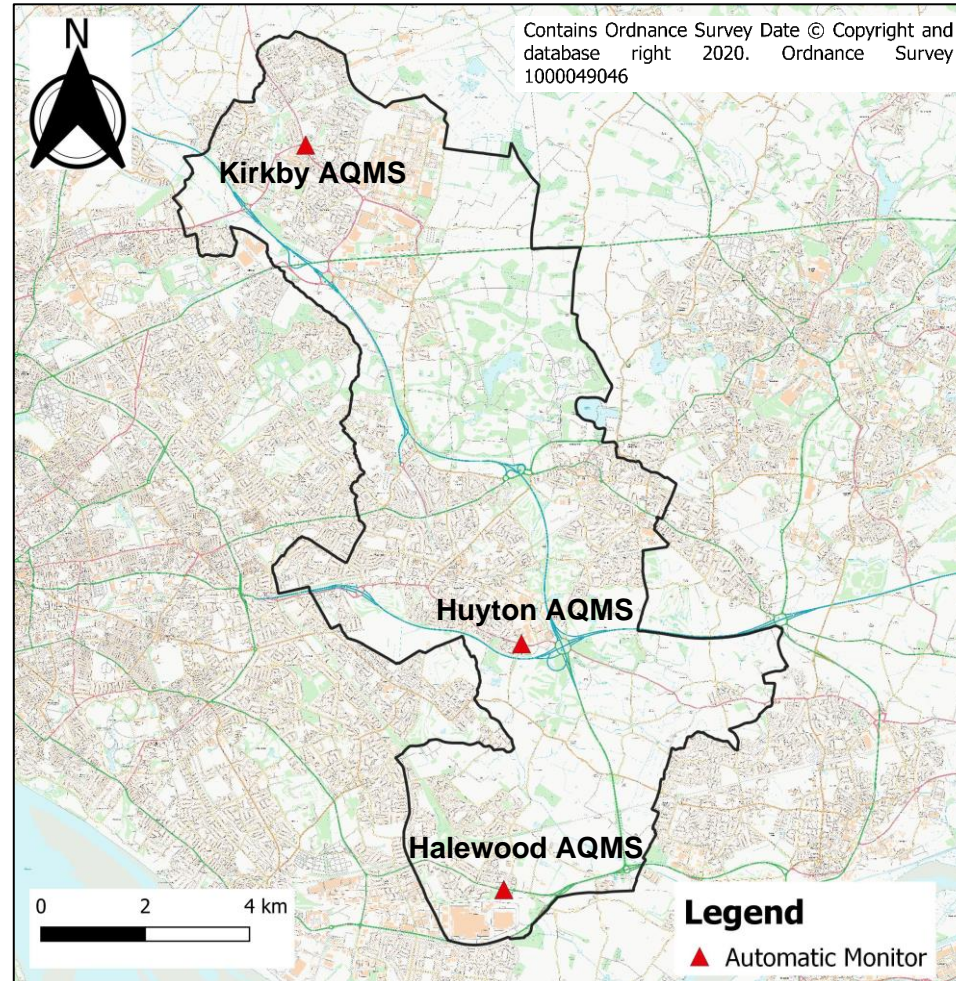 N
Contains Ordnance Survey Date © Copyright and
database right 2020. Ordnance Survey
1000049046
Kirkby AQMS
Huyton AQMS
Halewood AQMS
0 2 4 km
Legend
Automatic Monitor